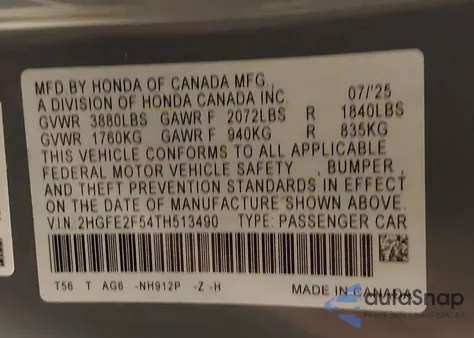 MFD.BY HONDA OF CANADA MFG.,
A DIVISION OF HONDA CANADA INC. 07/'25
GVWR 3880LBS GAWR F 2072LBS R 1840LBS
GVWR 1760KG GAWR F 940KG R 835KG
THIS VEHICLE CONFORMS TO ALL APPLICABLE
FEDERAL MOTOR VEHICLE SAFETY , BUMPER ,
AND THEFT PREVENTION STANDARDS IN EFFECT
ON THE DATE OF MANUFACTURE SHOWN ABOVE.
V.I.N: 2HGFE2F54TH513490 TYPE: PASSENGER CAR
T56 T AG6 -NH912P -Z -H MADE IN CANADA
autoSnap